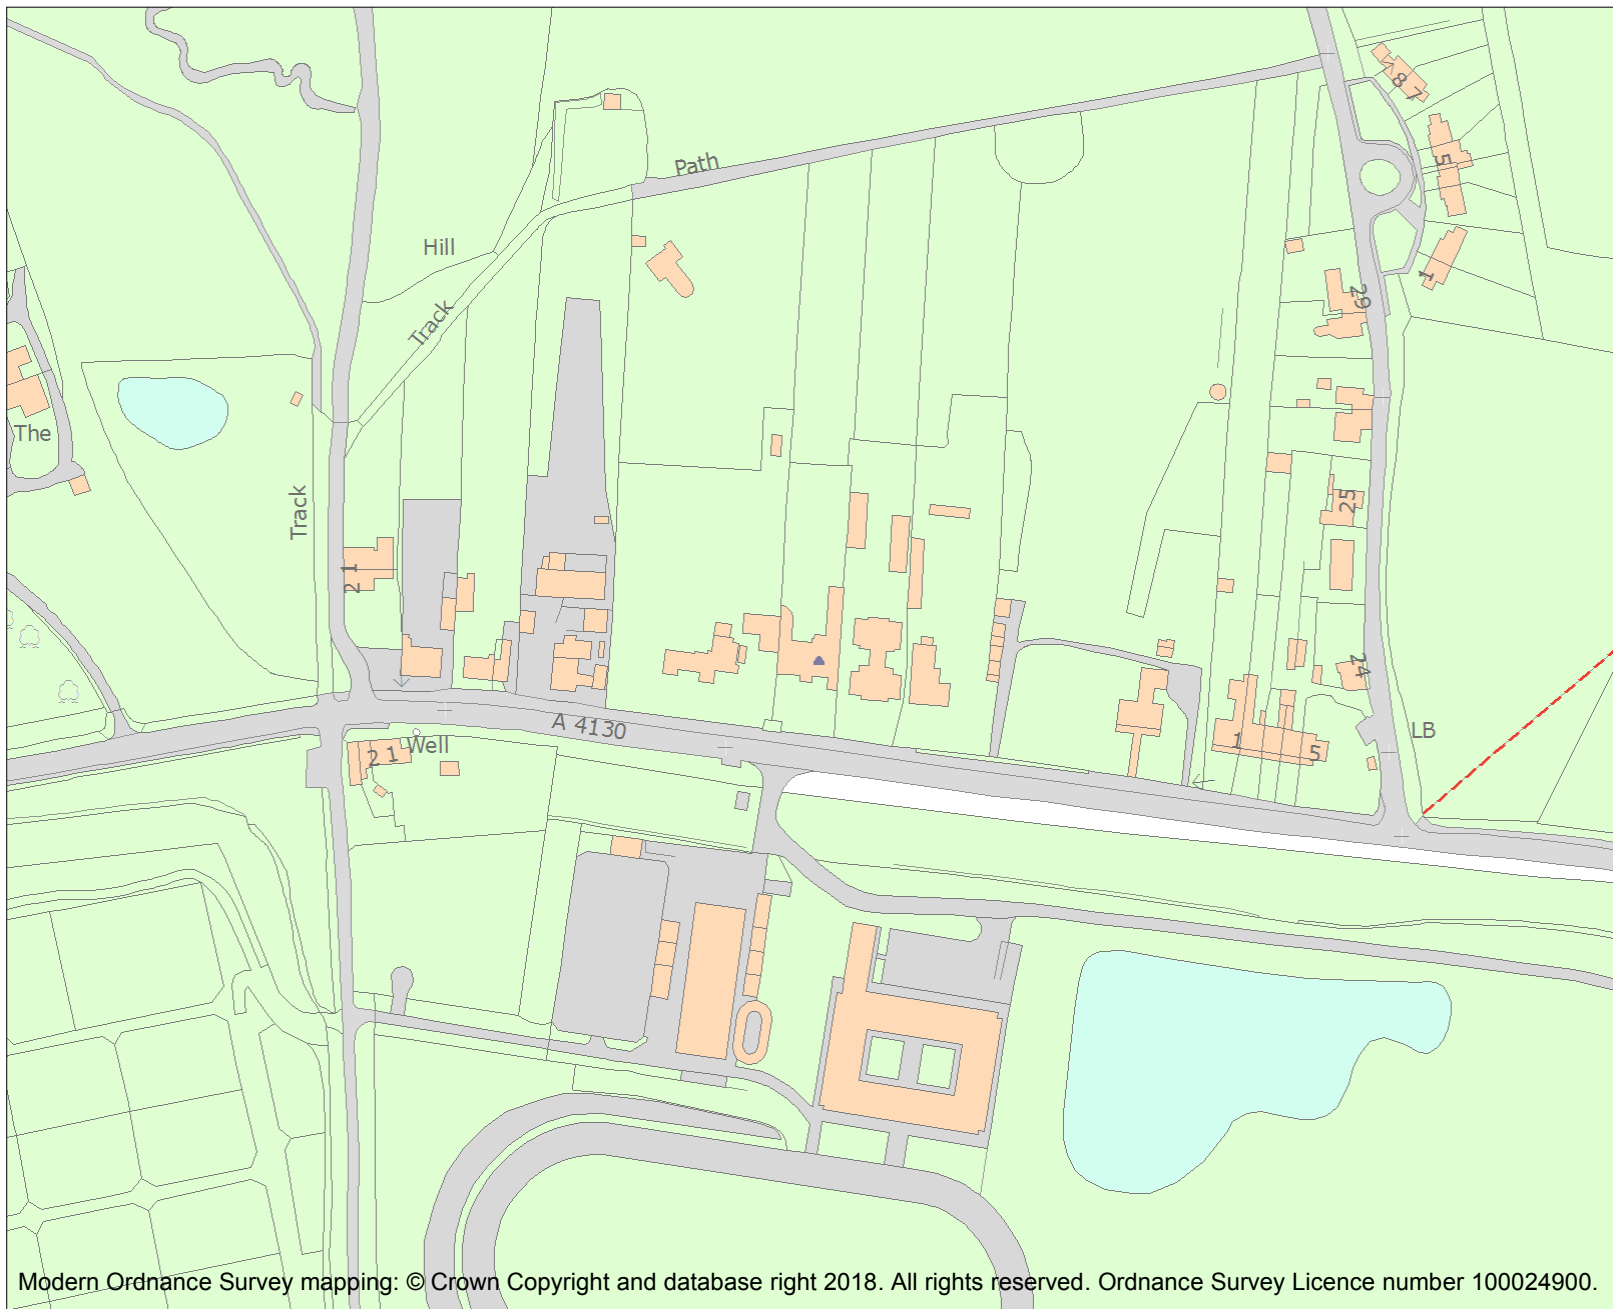 8 7
Path
5
Hill
1
29
Track
The
Track
25
2 1
24
A 4130
LB
Well
2 1
1
5
Modern Ordnance Survey mapping: © Crown Copyright and database right 2018. All rights reserved. Ordnance Survey Licence number 100024900.